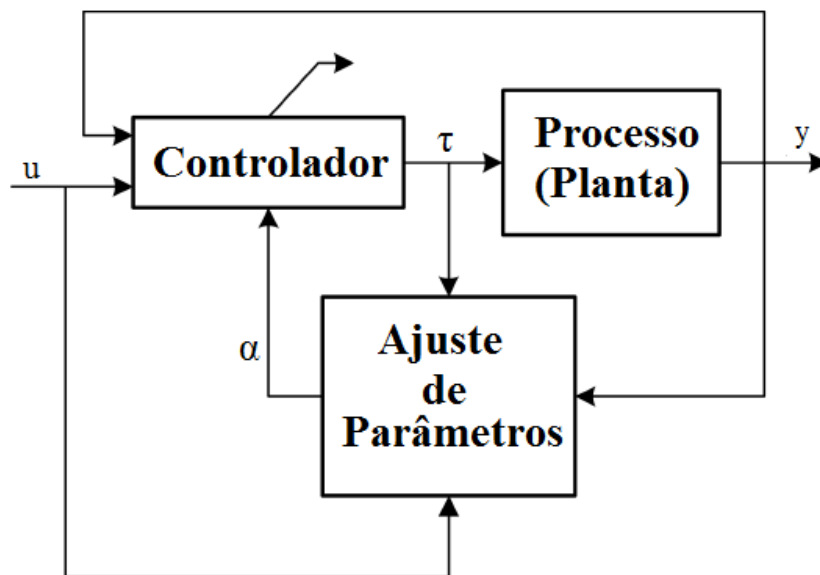 u
Controlador
τ
Processo
(Planta)
y
α
Ajuste
de
Parâmetros